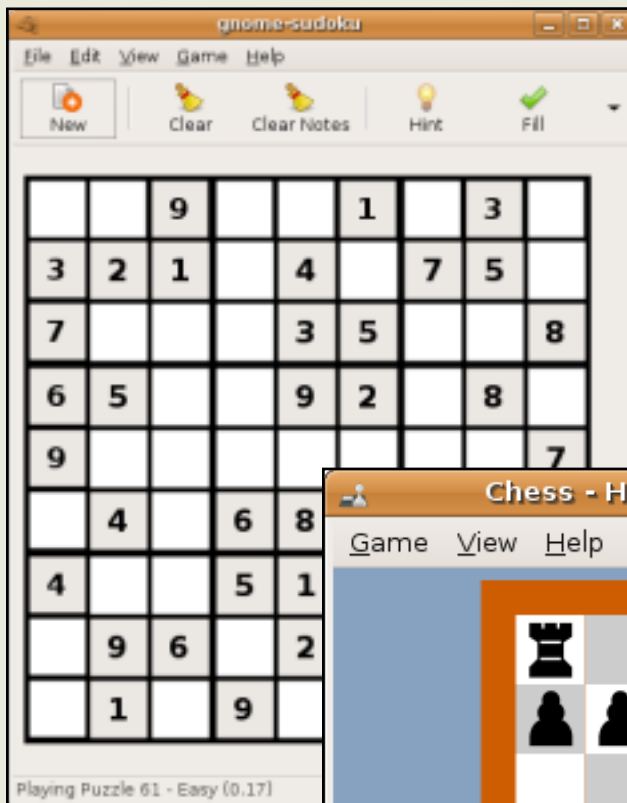 gnome-sudoku
File Edit View Game Help
New Clear Clear Notes Hint Fill
9 1 3
3 2 1 4 7 5
7 3 5 8
6 5 9 2 8
9 7
4 6 8
4 5 1
9 6 2
1 9
Playing Puzzle 61 - Easy (0.17)
Chess - H
Game View Help